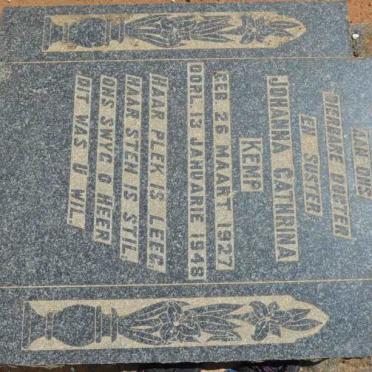 AAN ONS
DIERBARE DOGTER
EN SUSTER
JOHANNA CATHRINA
KEMP
GEB 26 MAART 1927
OORL. 13 JANUARIE 1948
HAAR PLEK IS LEEG
HAAR STEM IS STIL
ONS SWYG O HEER
DIT WAS U WIL